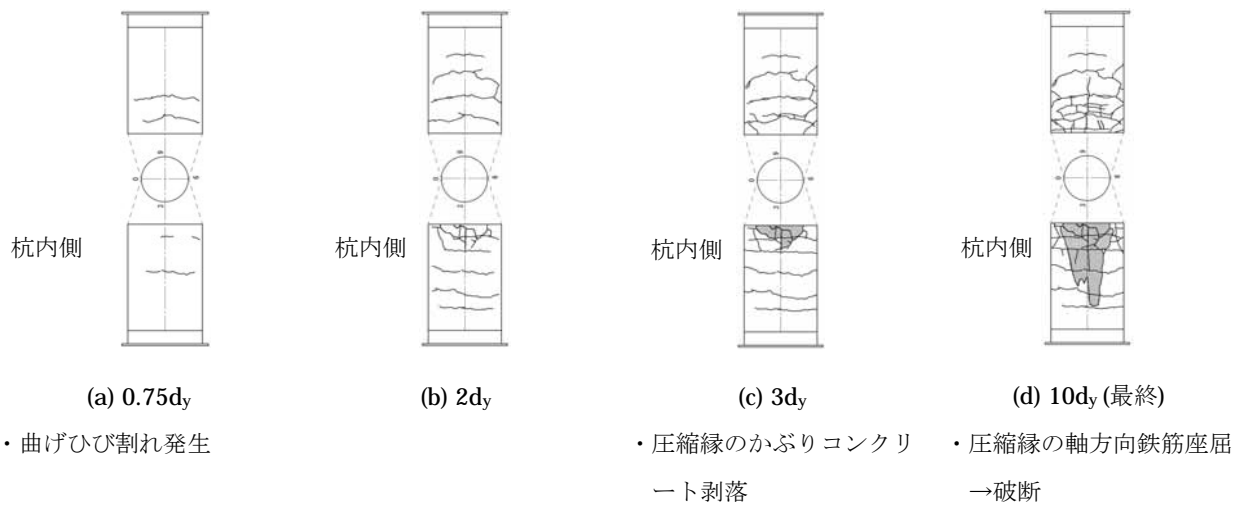 杭内側
杭内側
杭内側
杭内側
(a) 0.75dy
(b) 2dy
(c) 3dy
(d) 10dy (最終)
・曲げひび割れ発生
・圧縮縁のかぶりコンクリ
ート剥落
・圧縮縁の軸方向鉄筋座屈
→破断